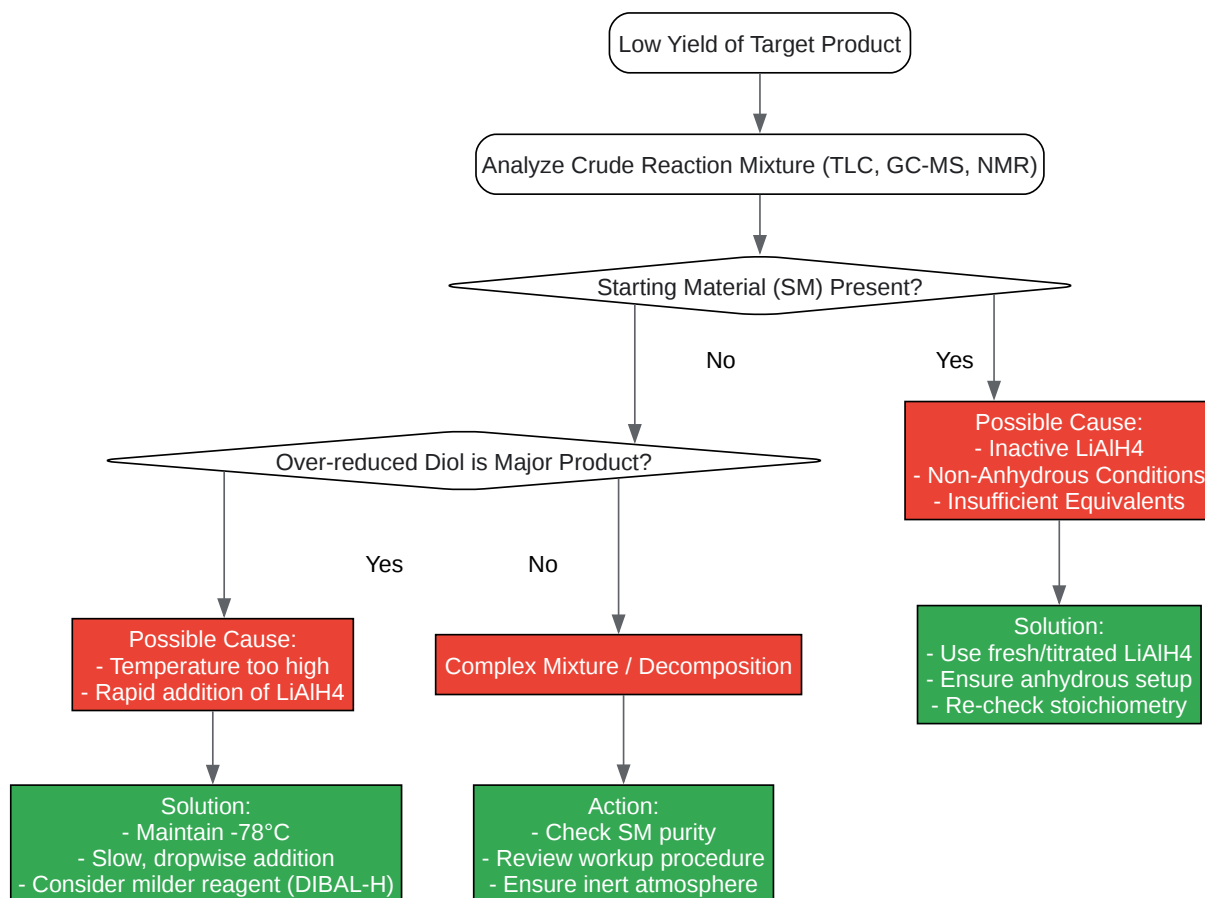 Low Yield of Target Product
Analyze Crude Reaction Mixture (TLC, GC-MS, NMR)
Starting Material (SM) Present?
No
Yes
Possible Cause:
- Inactive LiAlH4
- Non-Anhydrous Conditions
- Insufficient Equivalents
Over-reduced Diol is Major Product?
Yes
No
Possible Cause:
- Temperature too high
- Rapid addition of LiAlH4
Complex Mixture / Decomposition
Solution:
- Use fresh/titrated LiAlH4
- Ensure anhydrous setup
- Re-check stoichiometry
Solution:
- Maintain -78°C
- Slow, dropwise addition
- Consider milder reagent (DIBAL-H)
Action:
- Check SM purity
- Review workup procedure
- Ensure inert atmosphere